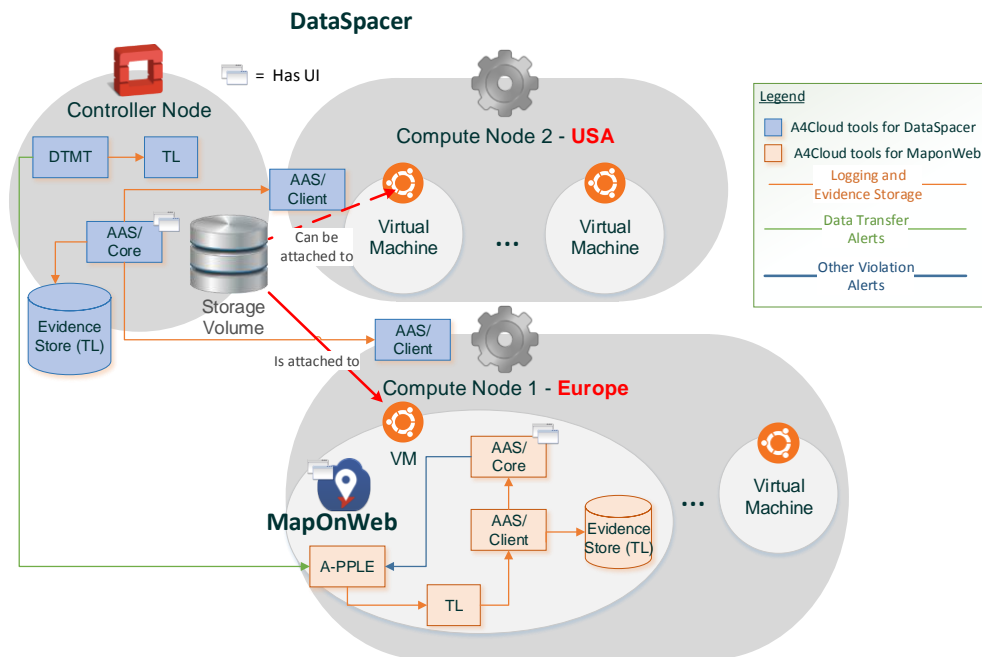 DataSpacer
= Has UI
Controller Node
DTMT
TL
AAS/
Core
Evidence
Store (TL)
Storage
Volume
AAS/
Client
Can be
attached to
Is attached to
Compute Node 2 - USA
Virtual
Machine
...
Virtual
Machine
Legend
A4Cloud tools for DataSpacer
A4Cloud tools for MaponWeb
Logging and
Evidence Storage
Data Transfer
Alerts
Other Violation
Alerts
AAS/
Client
Compute Node 1 - Europe
VM
MapOnWeb
A-PPLE
TL
AAS/
Core
AAS/
Client
Evidence
Store (TL)
...
Virtual
Machine